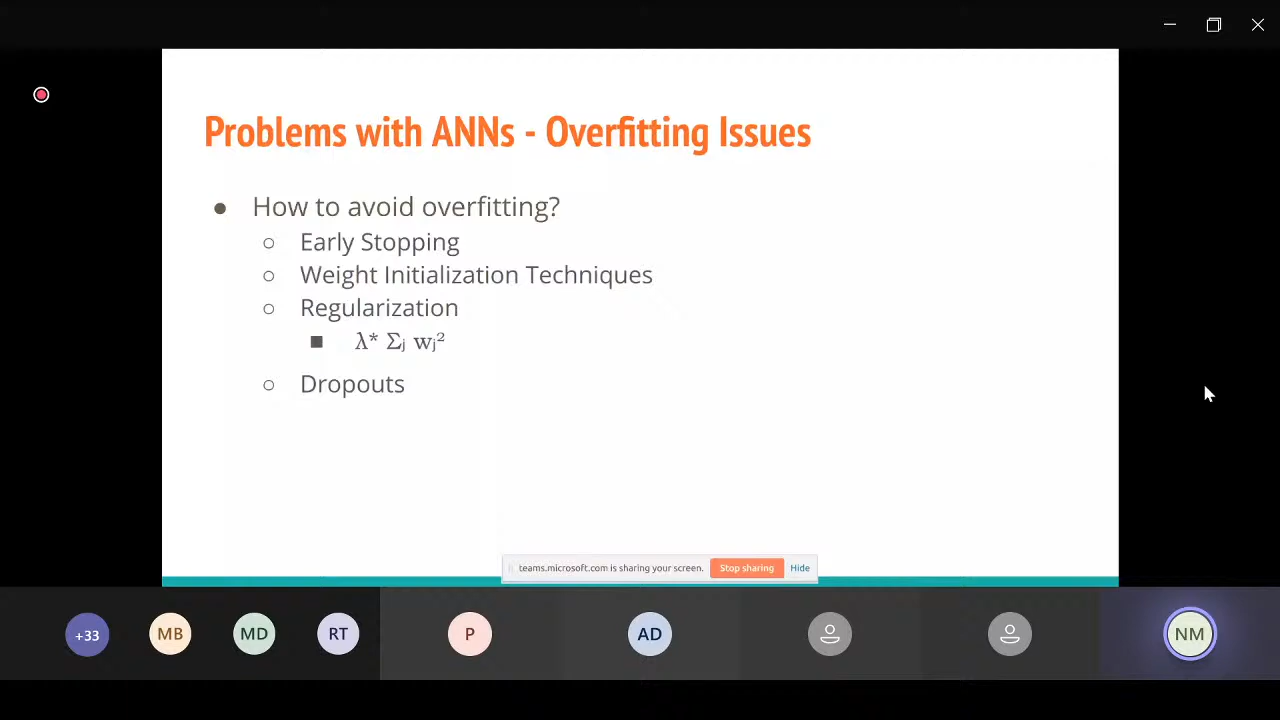 Problems with ANNs - Overfitting Issues
● How to avoid overfitting?
○ Early Stopping
○ Weight Initialization Techniques
○ Regularization
■ λ* Σⱼ wⱼ²
○ Dropouts
teams.microsoft.com is sharing your screen. Stop sharing Hide
+33 MB MD RT P AD NM